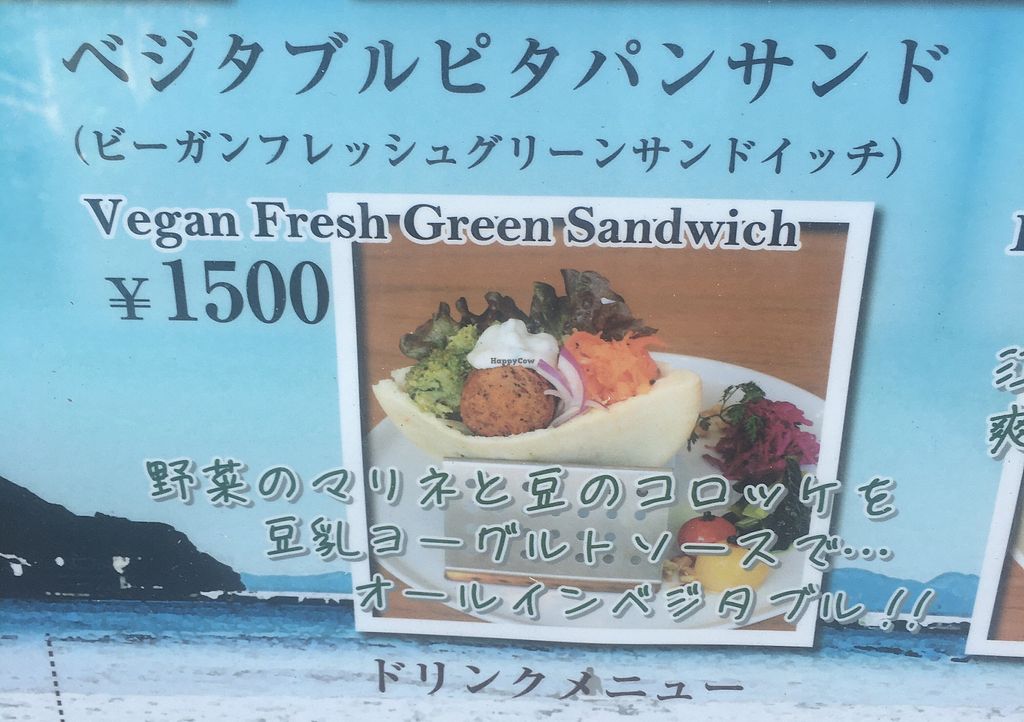 ベジタブルピタパンサンド
（ビーガンフレッシュグリーンサンドイッチ）
Vegan Fresh Green Sandwich
¥1500
HappyCow
野菜のマリネと豆のコロッケを
豆乳ヨーグルトソースで…
オールインベジタブル!!
ドリンクメニュー
江
爽